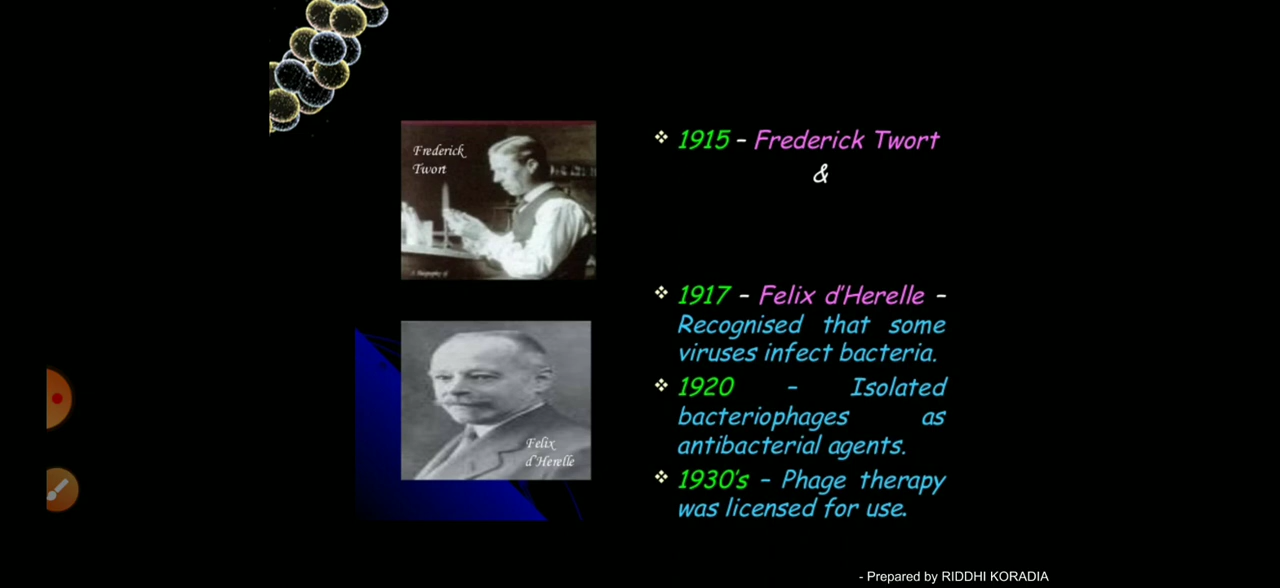 Frederick
Twort
❖ 1915 – Frederick Twort
&
Felix
d'Herelle
❖ 1917 – Felix d'Herelle –
Recognised that some
viruses infect bacteria.
❖ 1920 – Isolated
bacteriophages as
antibacterial agents.
❖ 1930's – Phage therapy
was licensed for use.
- Prepared by RIDDHI KORADIA